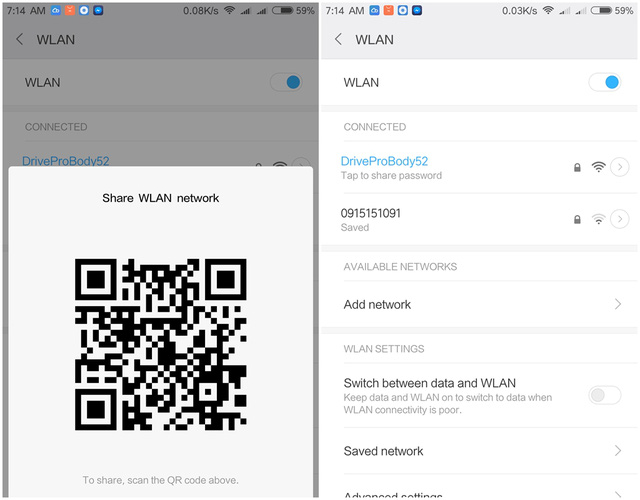 7:14 AM 0.08K/s 59%
WLAN
WLAN
CONNECTED
DriveProBody52
Share WLAN network
To share, scan the QR code above.
7:14 AM 0.03K/s 59%
WLAN
WLAN
CONNECTED
DriveProBody52
Tap to share password
0915151091
Saved
AVAILABLE NETWORKS
Add network
WLAN SETTINGS
Switch between data and WLAN
Keep data and WLAN on to switch to data when
WLAN connectivity is poor.
Saved network
Advanced settings